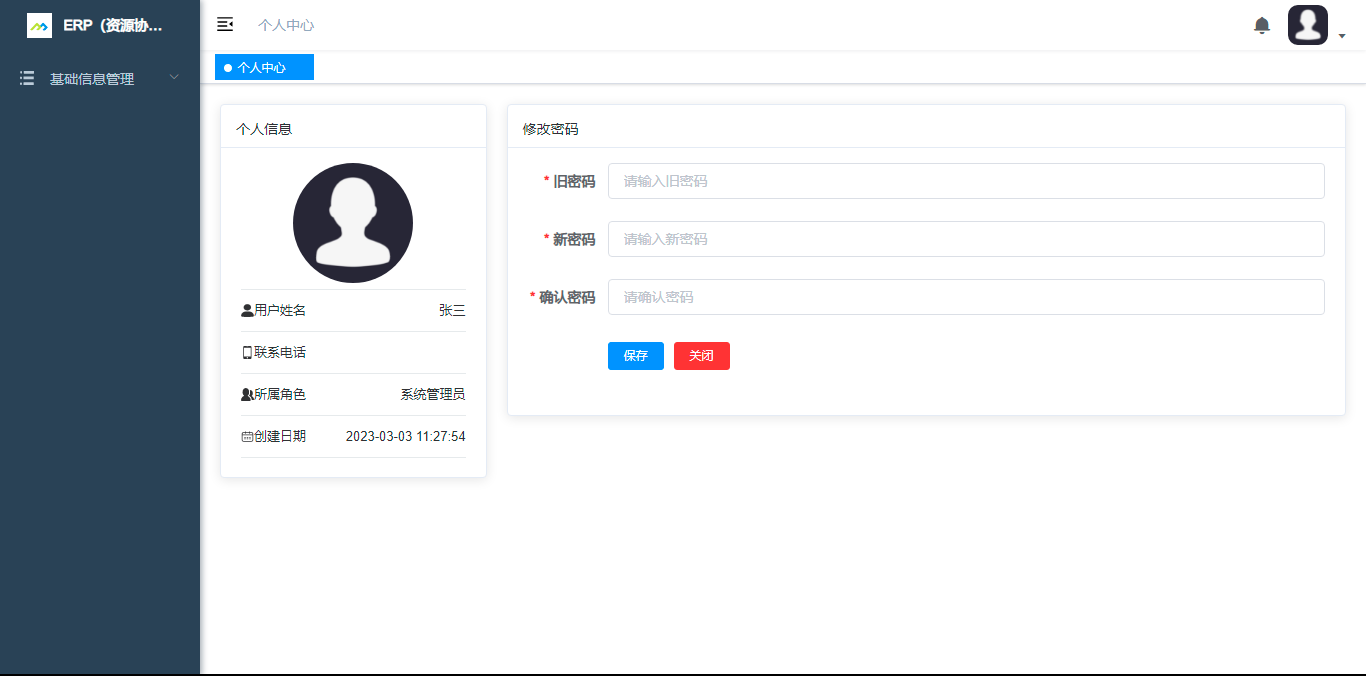 ERP（资源协...
个人中心
基础信息管理
个人中心
个人信息
用户姓名 张三
联系电话
所属角色 系统管理员
创建日期 2023-03-03 11:27:54
修改密码
* 旧密码 请输入旧密码
* 新密码 请输入新密码
* 确认密码 请确认密码
保存 关闭